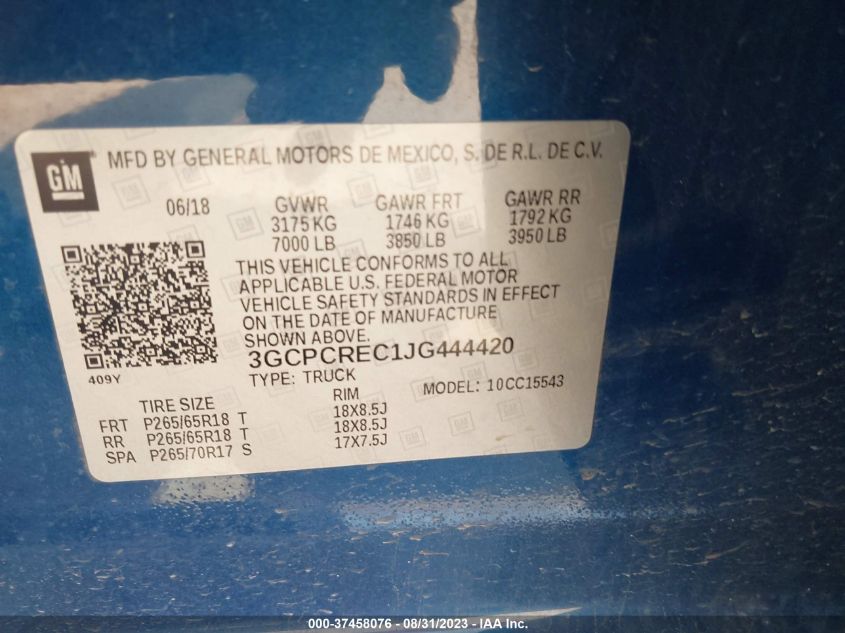 GM
MFD BY GENERAL MOTORS DE MEXICO, S. DE R.L. DE C.V.
06/18 GVWR GAWR FRT GAWR RR
3175 KG 1746 KG 1792 KG
7000 LB 3850 LB 3950 LB
THIS VEHICLE CONFORMS TO ALL
APPLICABLE U.S. FEDERAL MOTOR
VEHICLE SAFETY STANDARDS IN EFFECT
ON THE DATE OF MANUFACTURE
SHOWN ABOVE.
3GCPCREC1JG444420
409Y TYPE: TRUCK MODEL: 10CC15543
TIRE SIZE RIM
FRT P265/65R18 T 18X8.5J
RR P265/65R18 T 18X8.5J
SPA P265/70R17 S 17X7.5J
000-37458076 - 08/31/2023 - IAA Inc.